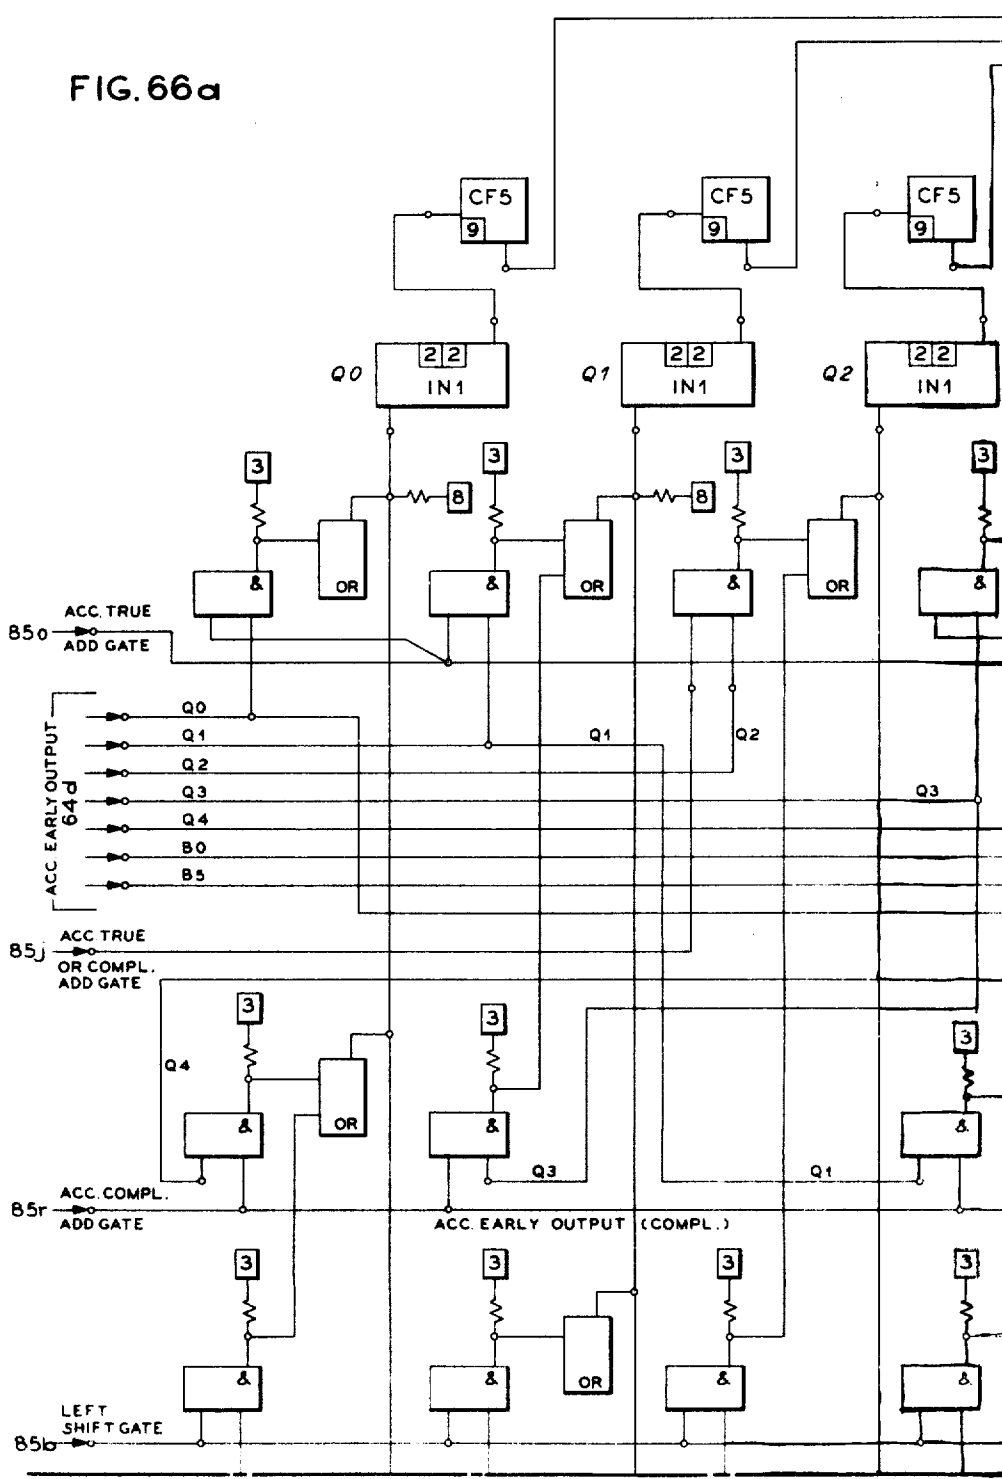 FIG. 66a
CF5
9
CF5
9
CF5
9
Q0
2 2
IN1
Q1
2 2
IN1
Q2
2 2
IN1
3
3
3
3
8
8
&
OR
&
OR
&
OR
&
85o
ACC. TRUE
ADD GATE
ACC. EARLY OUTPUT
64d
Q0
Q1
Q1
Q2
Q2
Q3
Q3
Q4
B0
B5
85j
ACC. TRUE
OR COMPL.
ADD GATE
3
3
3
Q4
&
OR
&
&
Q3
Q1
85r
ACC. COMPL.
ADD GATE
ACC. EARLY OUTPUT (COMPL.)
3
3
3
3
&
&
OR
&
&
LEFT
SHIFT GATE
85b